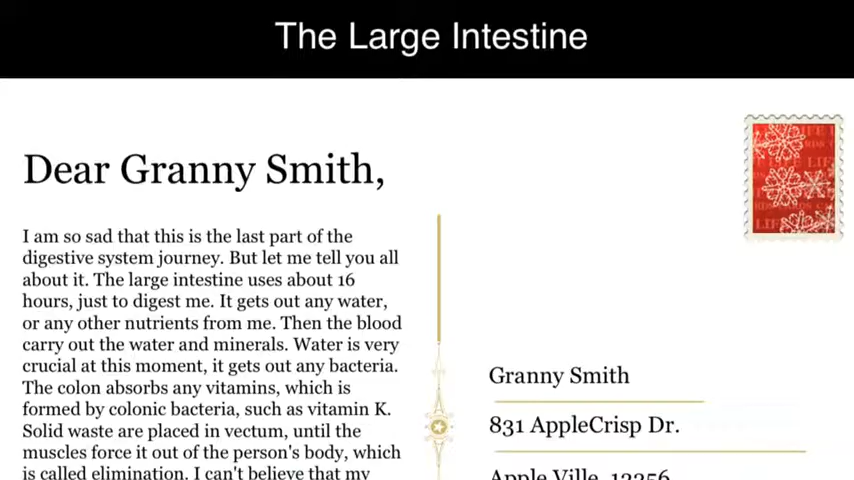 The Large Intestine
Dear Granny Smith,
I am so sad that this is the last part of the
digestive system journey. But let me tell you all
about it. The large intestine uses about 16
hours, just to digest me. It gets out any water,
or any other nutrients from me. Then the blood
carry out the water and minerals. Water is very
crucial at this moment, it gets out any bacteria.
The colon absorbs any vitamins, which is
formed by colonic bacteria, such as vitamin K.
Solid waste are placed in vectum, until the
muscles force it out of the person's body, which
is called elimination. I can't believe that my
Granny Smith
831 AppleCrisp Dr.
Apple Ville, 12256